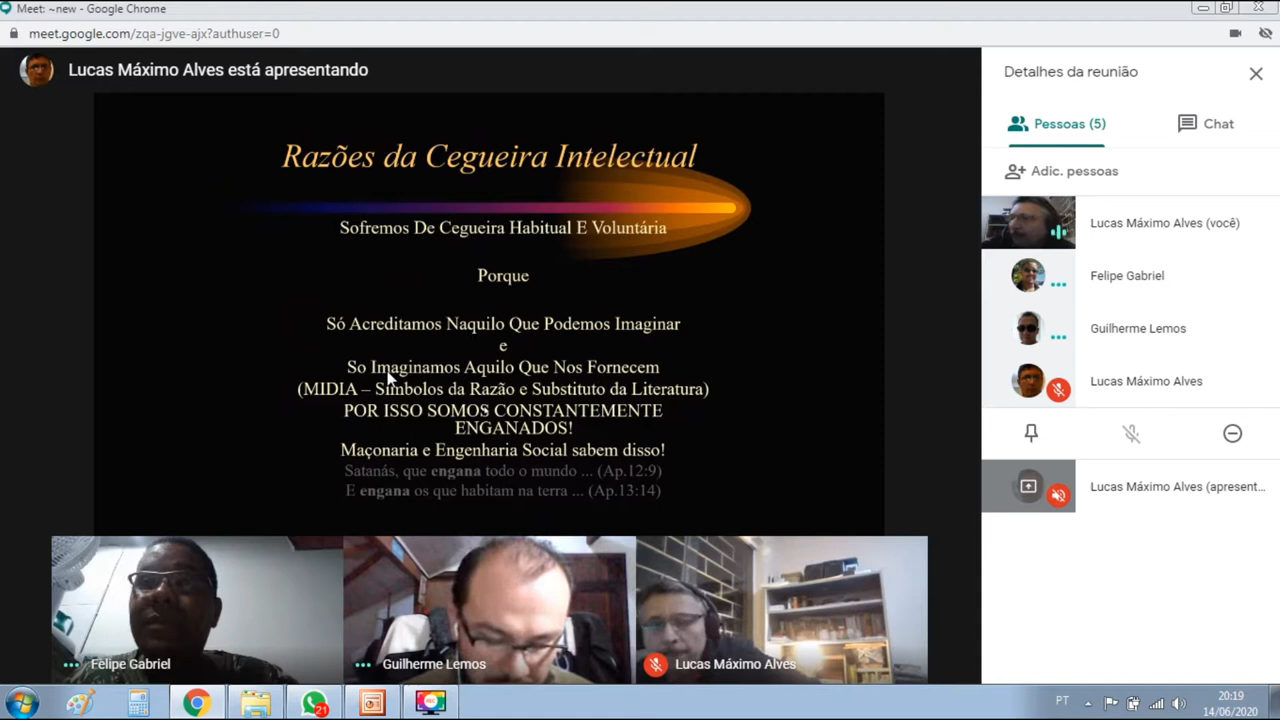 Meet: ~new - Google Chrome
meet.google.com/zqa-jgve-ajx?authuser=0
Lucas Máximo Alves está apresentando
Razões da Cegueira Intelectual
Sofremos De Cegueira Habitual E Voluntária
Porque
Só Acreditamos Naquilo Que Podemos Imaginar
e
So Imaginamos Aquilo Que Nos Fornecem
(MIDIA – Símbolos da Razão e Substituto da Literatura)
POR ISSO SOMOS CONSTANTEMENTE
ENGANADOS!
Maçonaria e Engenharia Social sabem disso!
Satanás, que engana todo o mundo ... (Ap.12:9)
E engana os que habitam na terra ... (Ap.13:14)
Felipe Gabriel
Guilherme Lemos
Lucas Máximo Alves
Detalhes da reunião
Pessoas (5)
Chat
Adic. pessoas
Lucas Máximo Alves (você)
Felipe Gabriel
Guilherme Lemos
Lucas Máximo Alves
Lucas Máximo Alves (apresent...
21
REC
PT
20:19
14/06/2020